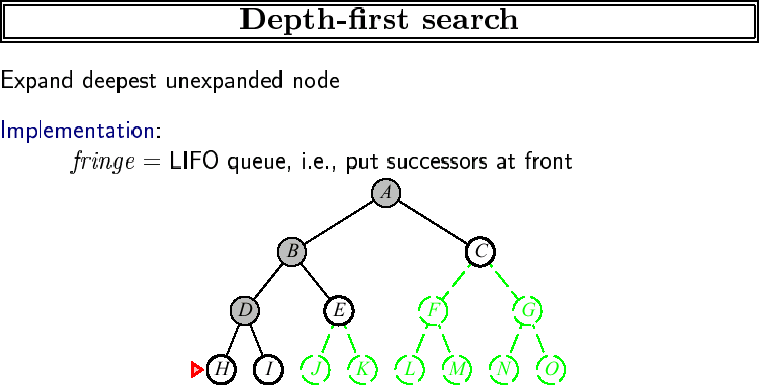 Depth-first search
Expand deepest unexpanded node
Implementation:
fringe = LIFO queue, i.e., put successors at front
A
B C
D E F G
H I J K L M N O